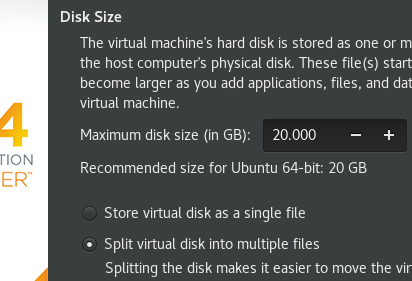 Disk Size
The virtual machine's hard disk is stored as one or m
the host computer's physical disk. These file(s) start
become larger as you add applications, files, and dat
virtual machine.
4
TION
ER™
Maximum disk size (in GB): 20.000 − +
Recommended size for Ubuntu 64-bit: 20 GB
Store virtual disk as a single file
Split virtual disk into multiple files
Splitting the disk makes it easier to move the vir